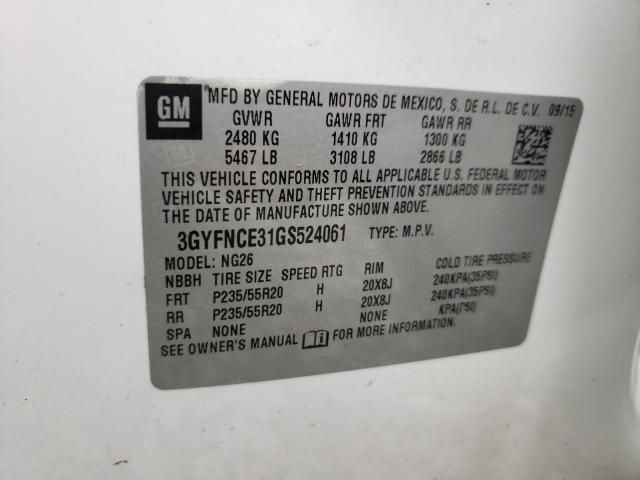 GM
MFD BY GENERAL MOTORS DE MEXICO, S. DE R.L. DE C.V. 09/15
GVWR GAWR FRT GAWR RR
2480 KG 1410 KG 1300 KG
5467 LB 3108 LB 2866 LB
THIS VEHICLE CONFORMS TO ALL APPLICABLE U.S. FEDERAL MOTOR
VEHICLE SAFETY AND THEFT PREVENTION STANDARDS IN EFFECT ON
THE DATE OF MANUFACTURE SHOWN ABOVE.
3GYFNCE31GS524061 TYPE: M.P.V.
MODEL: NG26
NBBH TIRE SIZE SPEED RTG RIM COLD TIRE PRESSURE
FRT P235/55R20 H 20X8J 240KPA(35PSI)
RR P235/55R20 H 20X8J 240KPA(35PSI)
SPA NONE NONE KPA(PSI)
SEE OWNER'S MANUAL FOR MORE INFORMATION.